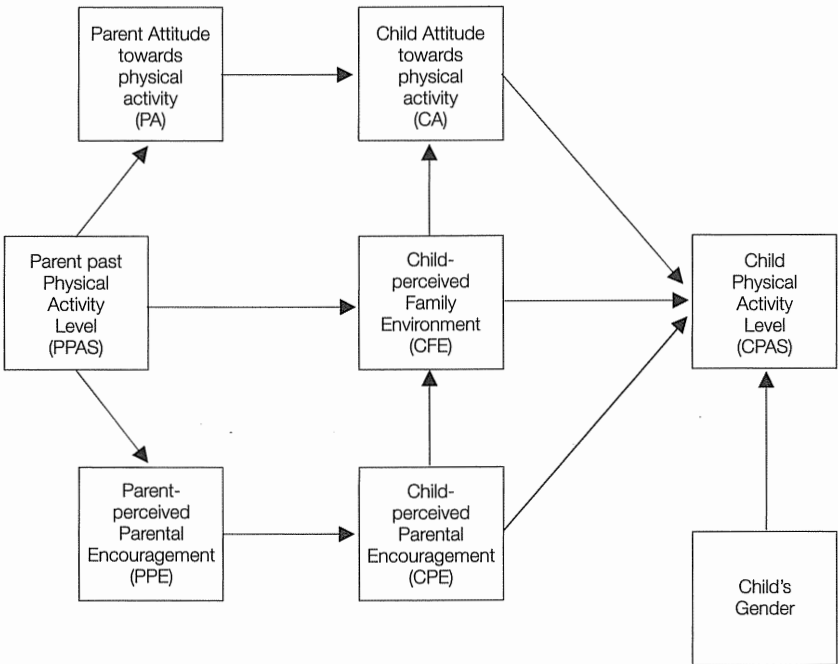 Parent Attitude
towards
physical
activity
(PA)
Child Attitude
towards
physical
activity
(CA)
Parent past
Physical
Activity
Level
(PPAS)
Child-
perceived
Family
Environment
(CFE)
Child
Physical
Activity
Level
(CPAS)
Parent-
perceived
Parental
Encouragement
(PPE)
Child-
perceived
Parental
Encouragement
(CPE)
Child's
Gender